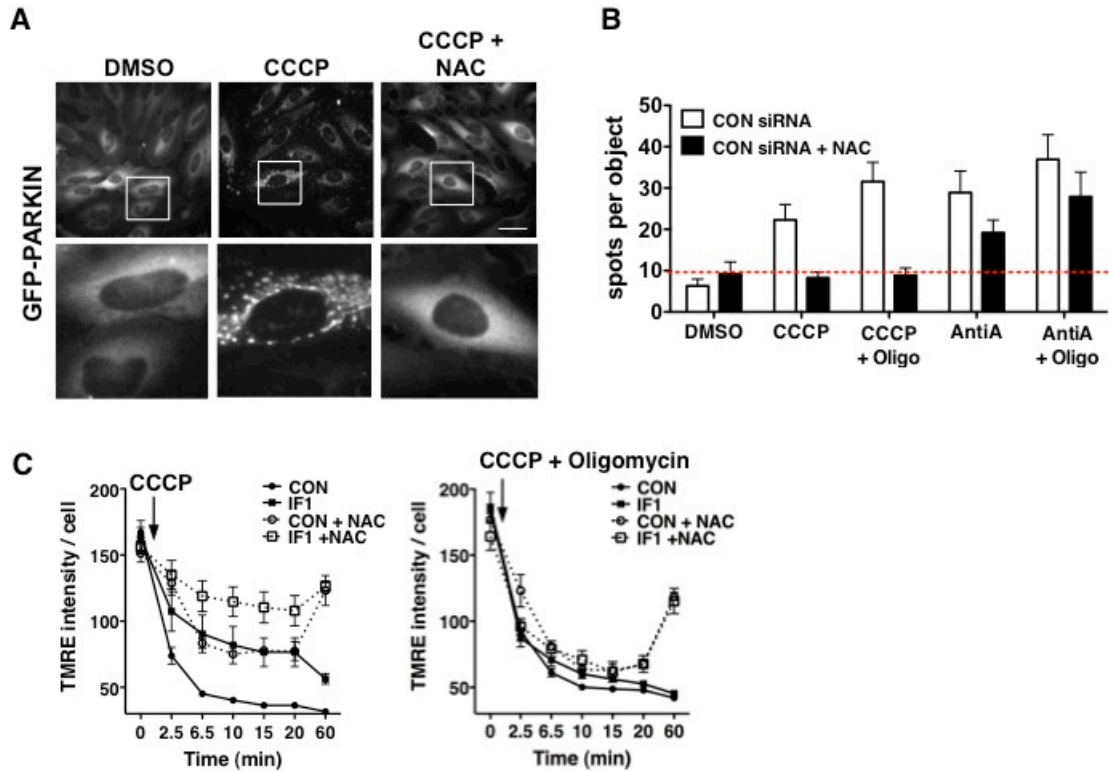 A
DMSO
CCCP
CCCP +
NAC
GFP-PARKIN
B
spots per object
50
40
30
20
10
0
CON siRNA
CON siRNA + NAC
DMSO
CCCP
CCCP
+ Oligo
AntiA
AntiA
+ Oligo
C
CCCP
TMRE intensity / cell
200
150
100
50
CON
IF1
CON + NAC
IF1 +NAC
0 2.5 6.5 10 15 20 60
Time (min)
CCCP + Oligomycin
TMRE intensity / cell
200
150
100
50
CON
IF1
CON + NAC
IF1 +NAC
0 2.5 6.5 10 15 20 60
Time (min)